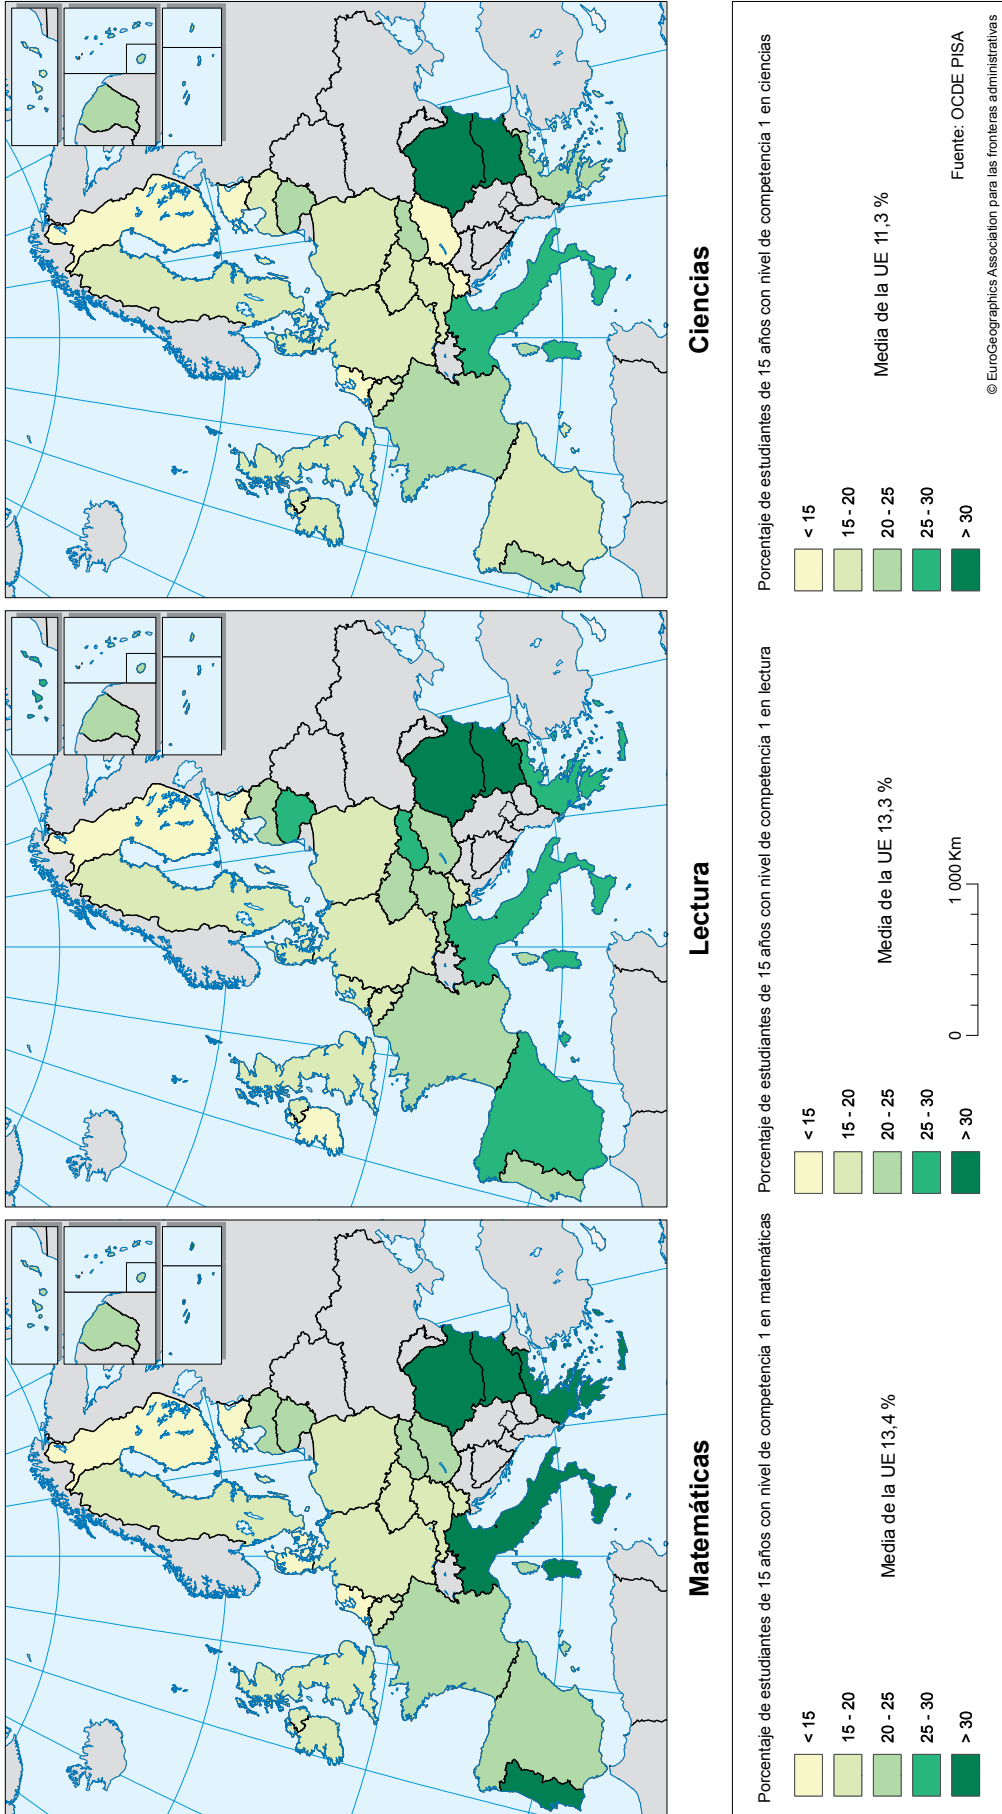 Matemáticas
Lectura
Ciencias
Porcentaje de estudiantes de 15 años con nivel de competencia 1 en matemáticas
< 15
15 - 20
20 - 25
25 - 30
> 30
Media de la UE 13,4 %
Porcentaje de estudiantes de 15 años con nivel de competencia 1 en lectura
< 15
15 - 20
20 - 25
25 - 30
> 30
Media de la UE 13,3 %
0 1 000 Km
Porcentaje de estudiantes de 15 años con nivel de competencia 1 en ciencias
< 15
15 - 20
20 - 25
25 - 30
> 30
Media de la UE 11,3 %
Fuente: OCDE PISA
© EuroGeographics Association para las fronteras administrativas